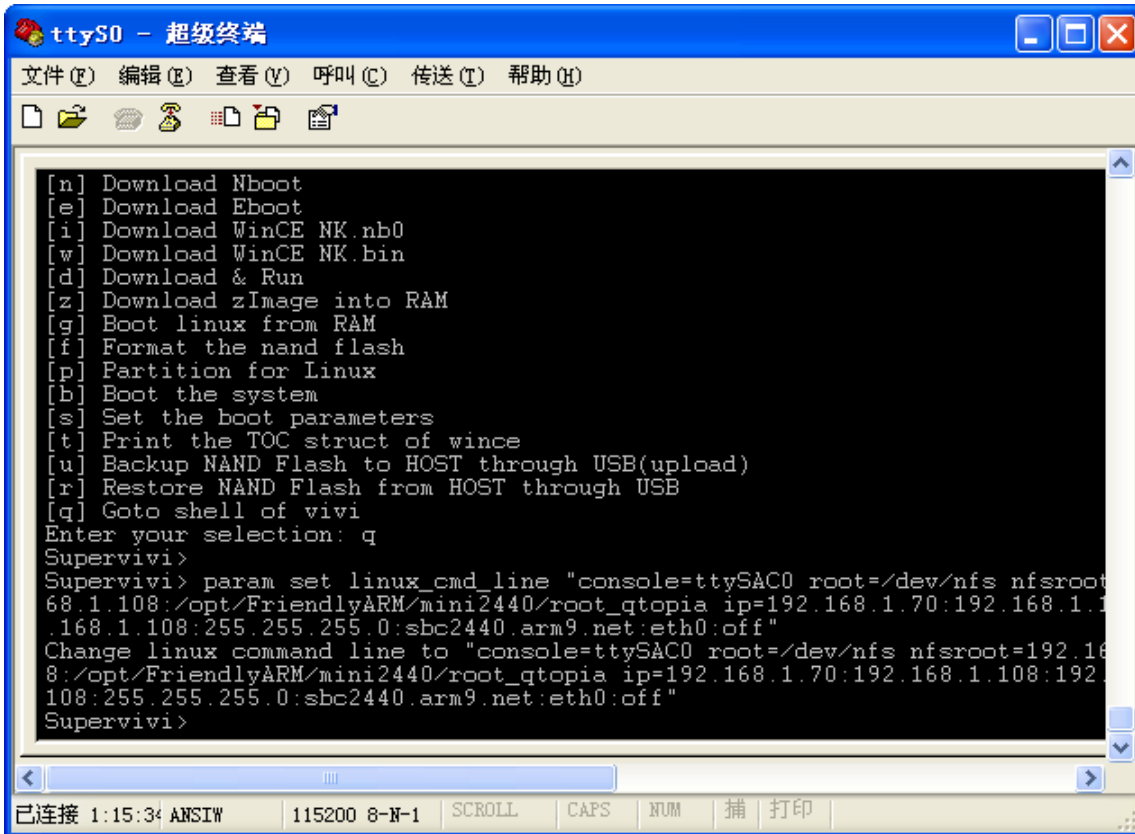 ttyS0 - 超级终端
文件(F) 编辑(E) 查看(V) 呼叫(C) 传送(T) 帮助(H)
[n] Download Nboot
[e] Download Eboot
[i] Download WinCE NK.nb0
[w] Download WinCE NK.bin
[d] Download & Run
[z] Download zImage into RAM
[g] Boot linux from RAM
[f] Format the nand flash
[p] Partition for Linux
[b] Boot the system
[s] Set the boot parameters
[t] Print the TOC struct of wince
[u] Backup NAND Flash to HOST through USB(upload)
[r] Restore NAND Flash from HOST through USB
[q] Goto shell of vivi
Enter your selection: q
Supervivi>
Supervivi> param set linux_cmd_line "console=ttySAC0 root=/dev/nfs nfsroot
68.1.108:/opt/FriendlyARM/mini2440/root_qtopia ip=192.168.1.70:192.168.1.1
.168.1.108:255.255.255.0:sbc2440.arm9.net:eth0:off"
Change linux command line to "console=ttySAC0 root=/dev/nfs nfsroot=192.16
8:/opt/FriendlyARM/mini2440/root_qtopia ip=192.168.1.70:192.168.1.108:192.
108:255.255.255.0:sbc2440.arm9.net:eth0:off"
Supervivi>
已连接 1:15:34 ANSIW 115200 8-N-1 SCROLL CAPS NUM 捕 打印